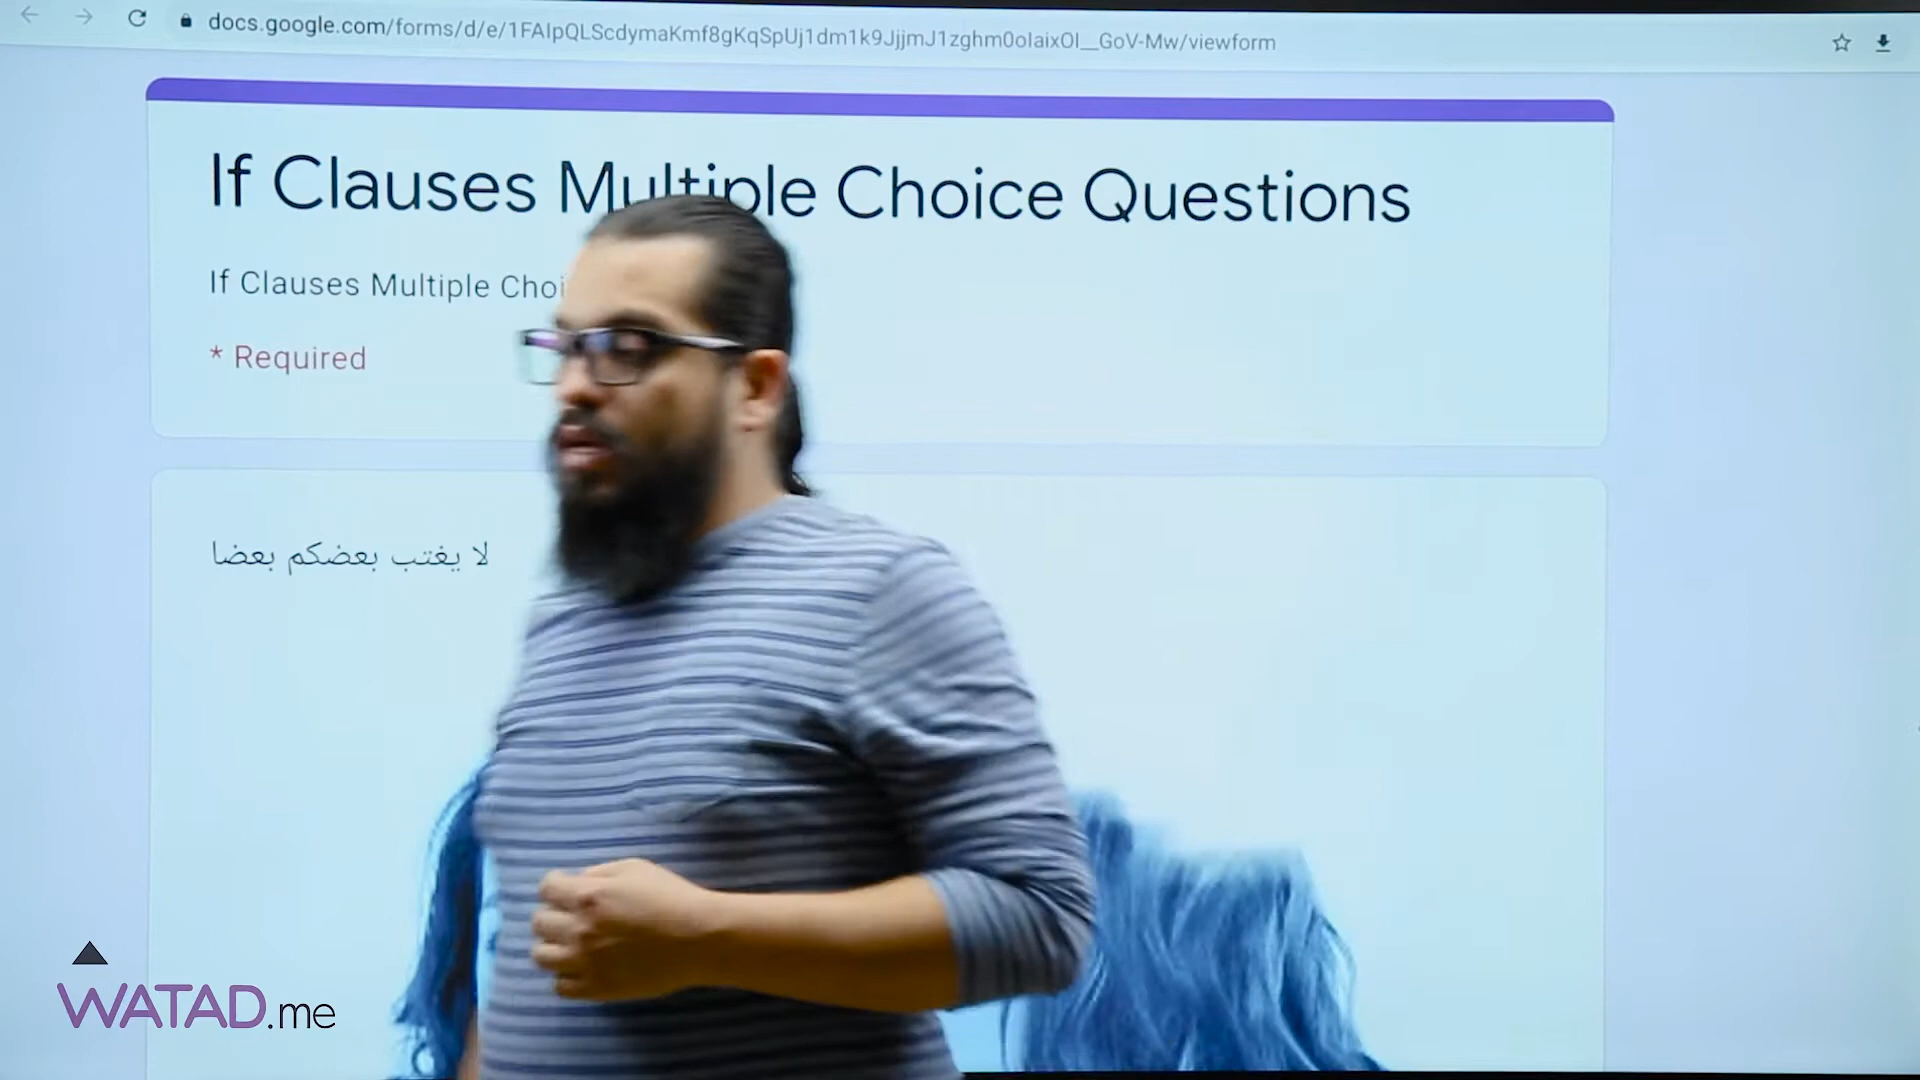 docs.google.com/forms/d/e/1FAIpQLScdymaKmf8gKqSpUj1dm1k9JjjmJ1zghm0oIaixOI__GoV-Mw/viewform
If Clauses Multiple Choice Questions
If Clauses Multiple Choi
* Required
لا يغتب بعضكم بعضا
WATAD.me